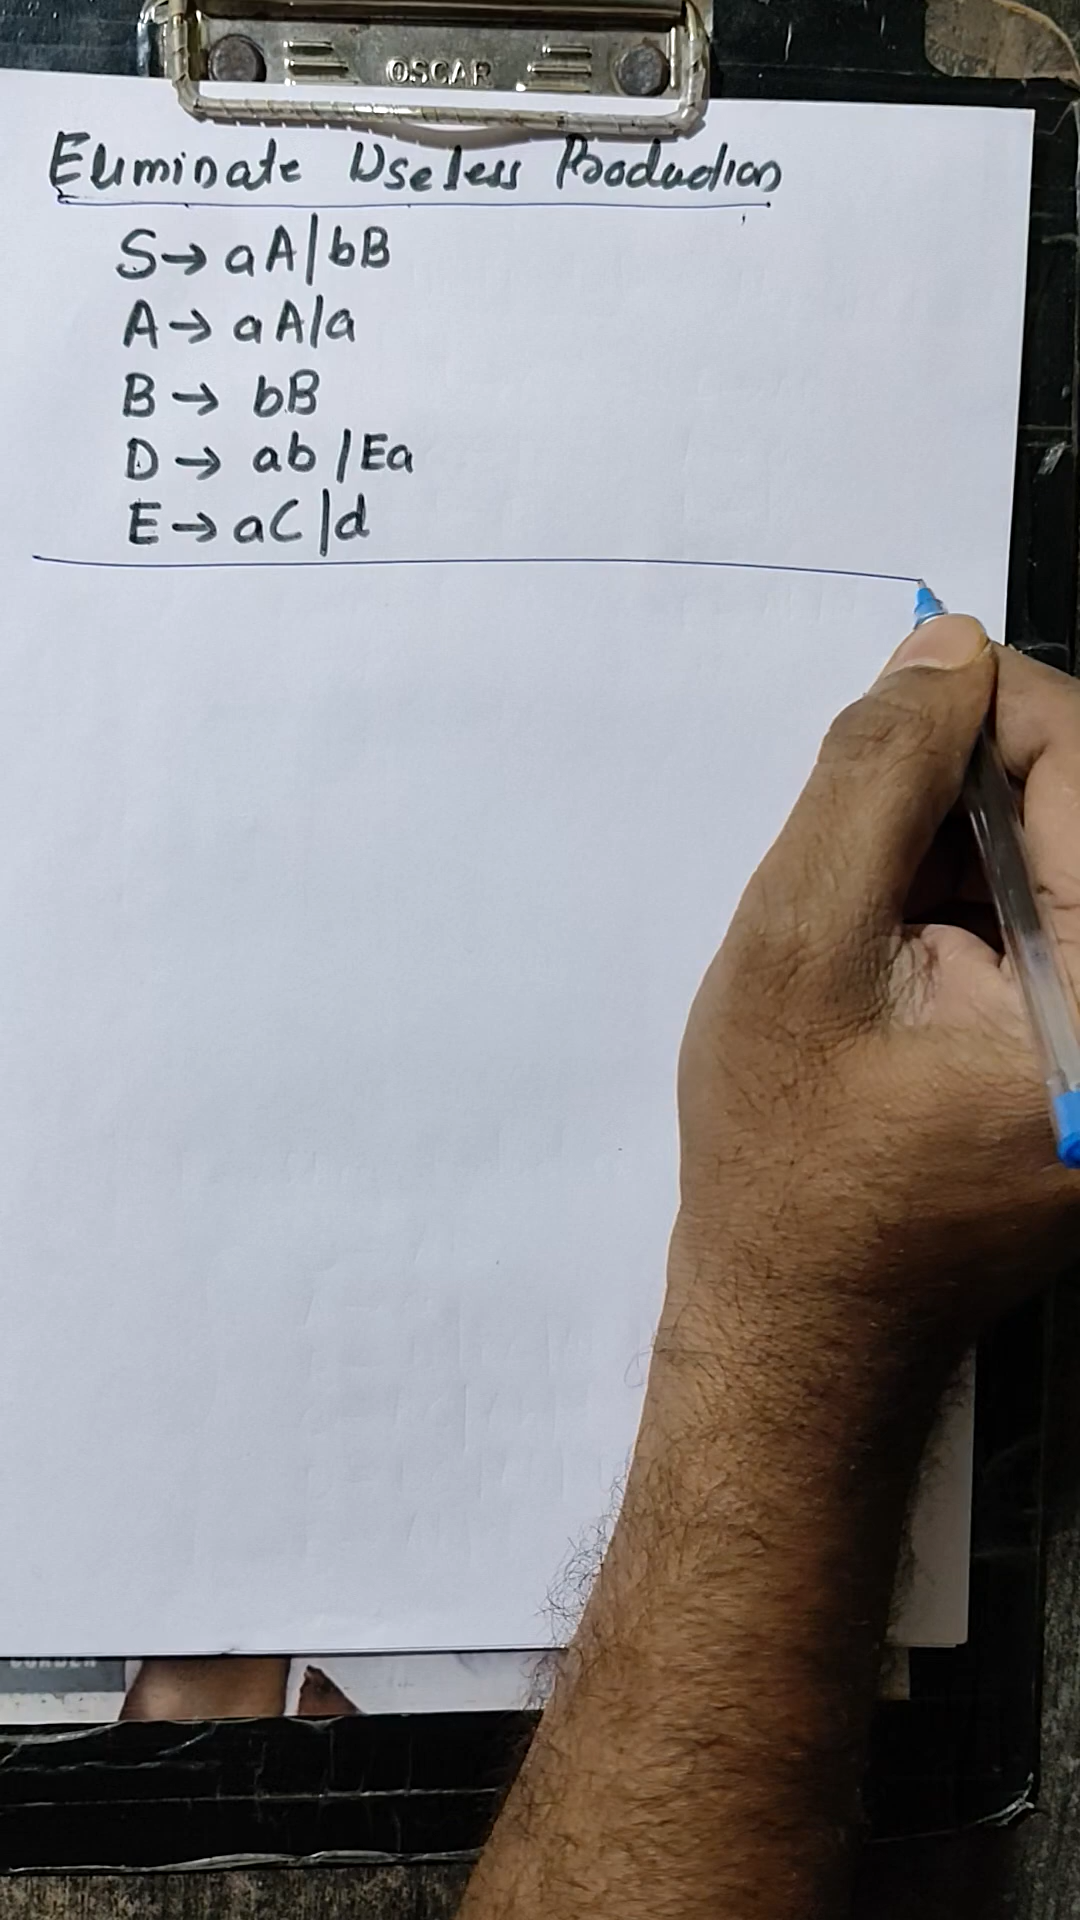 OSCAR
Eliminate Useless Production
S→ aA|bB
A→ aA|a
B→ bB
D→ ab |Ea
E→aC|d